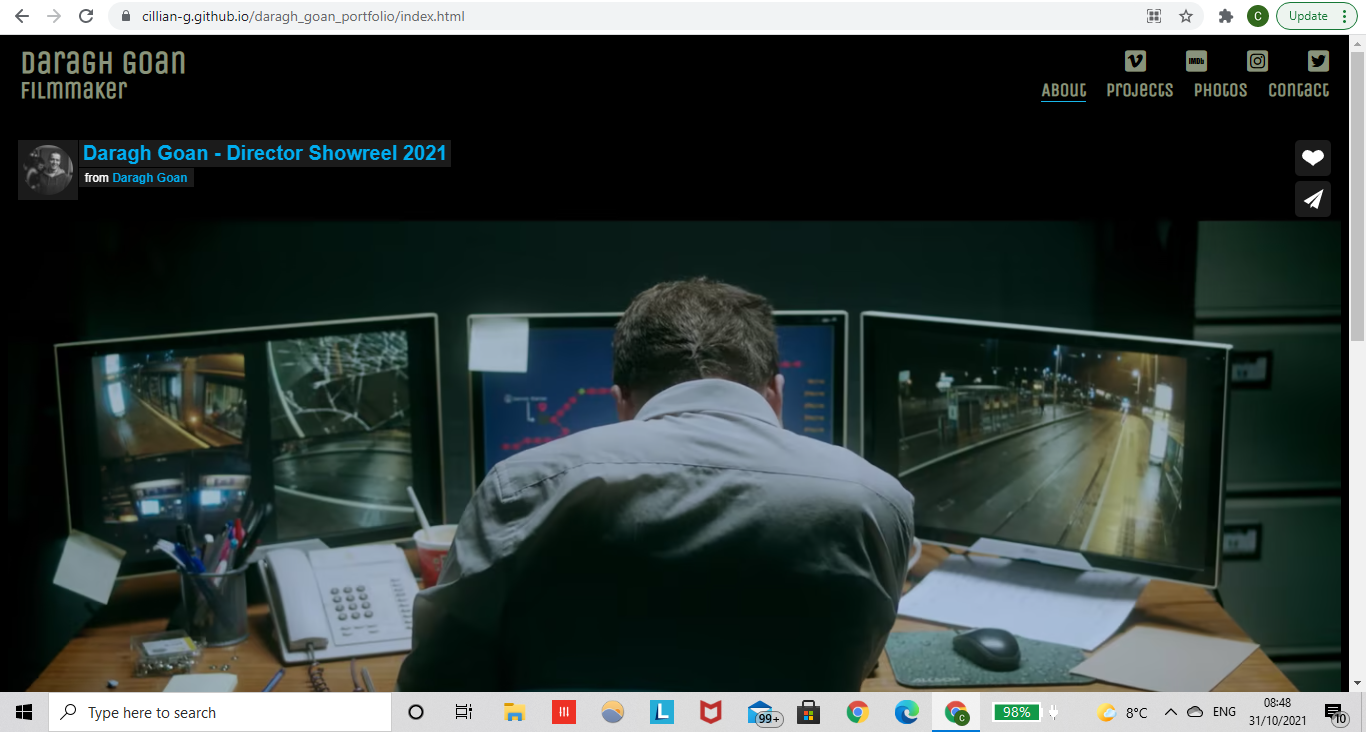 cillian-g.github.io/daragh_goan_portfolio/index.html
C
Update
Daragh Goan
Filmmaker
IMDb
About
Projects
Photos
Contact
Daragh Goan - Director Showreel 2021
from Daragh Goan
Type here to search
L
99+
C
98%
8°C
ENG
08:48
31/10/2021
10